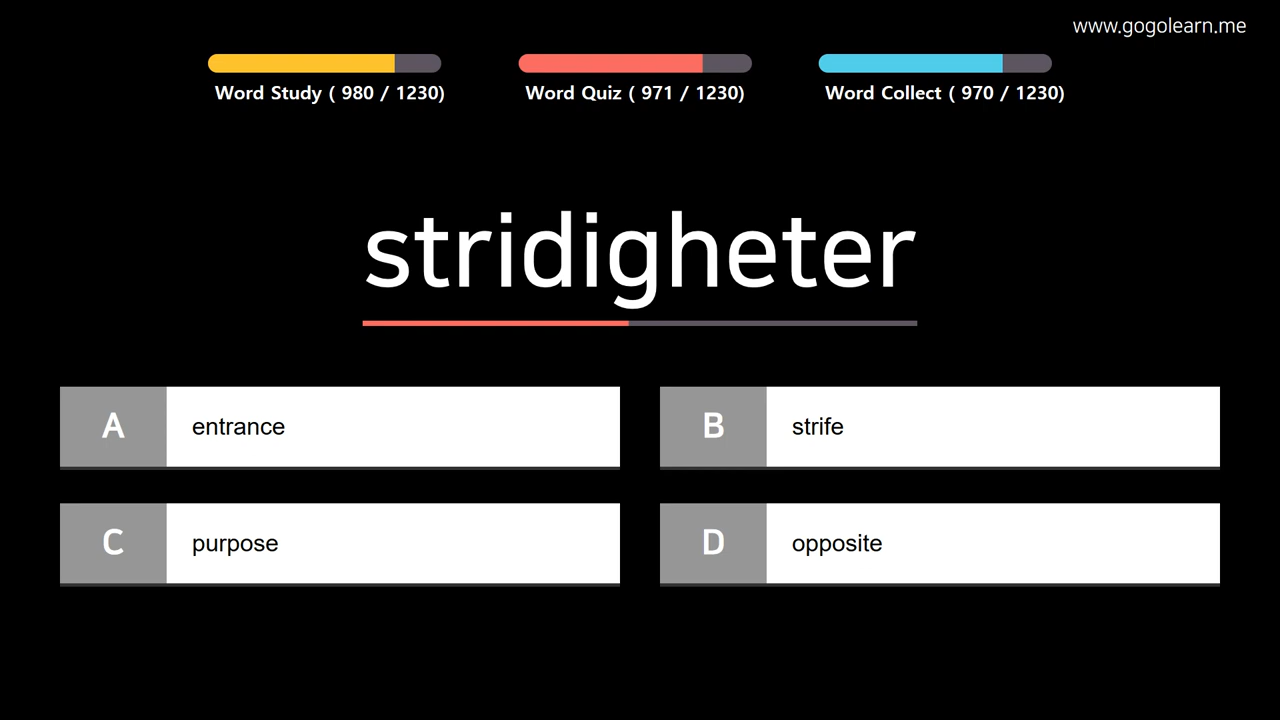 www.gogolearn.me
Word Study ( 980 / 1230)
Word Quiz ( 971 / 1230)
Word Collect ( 970 / 1230)
stridigheter
A entrance
B strife
C purpose
D opposite